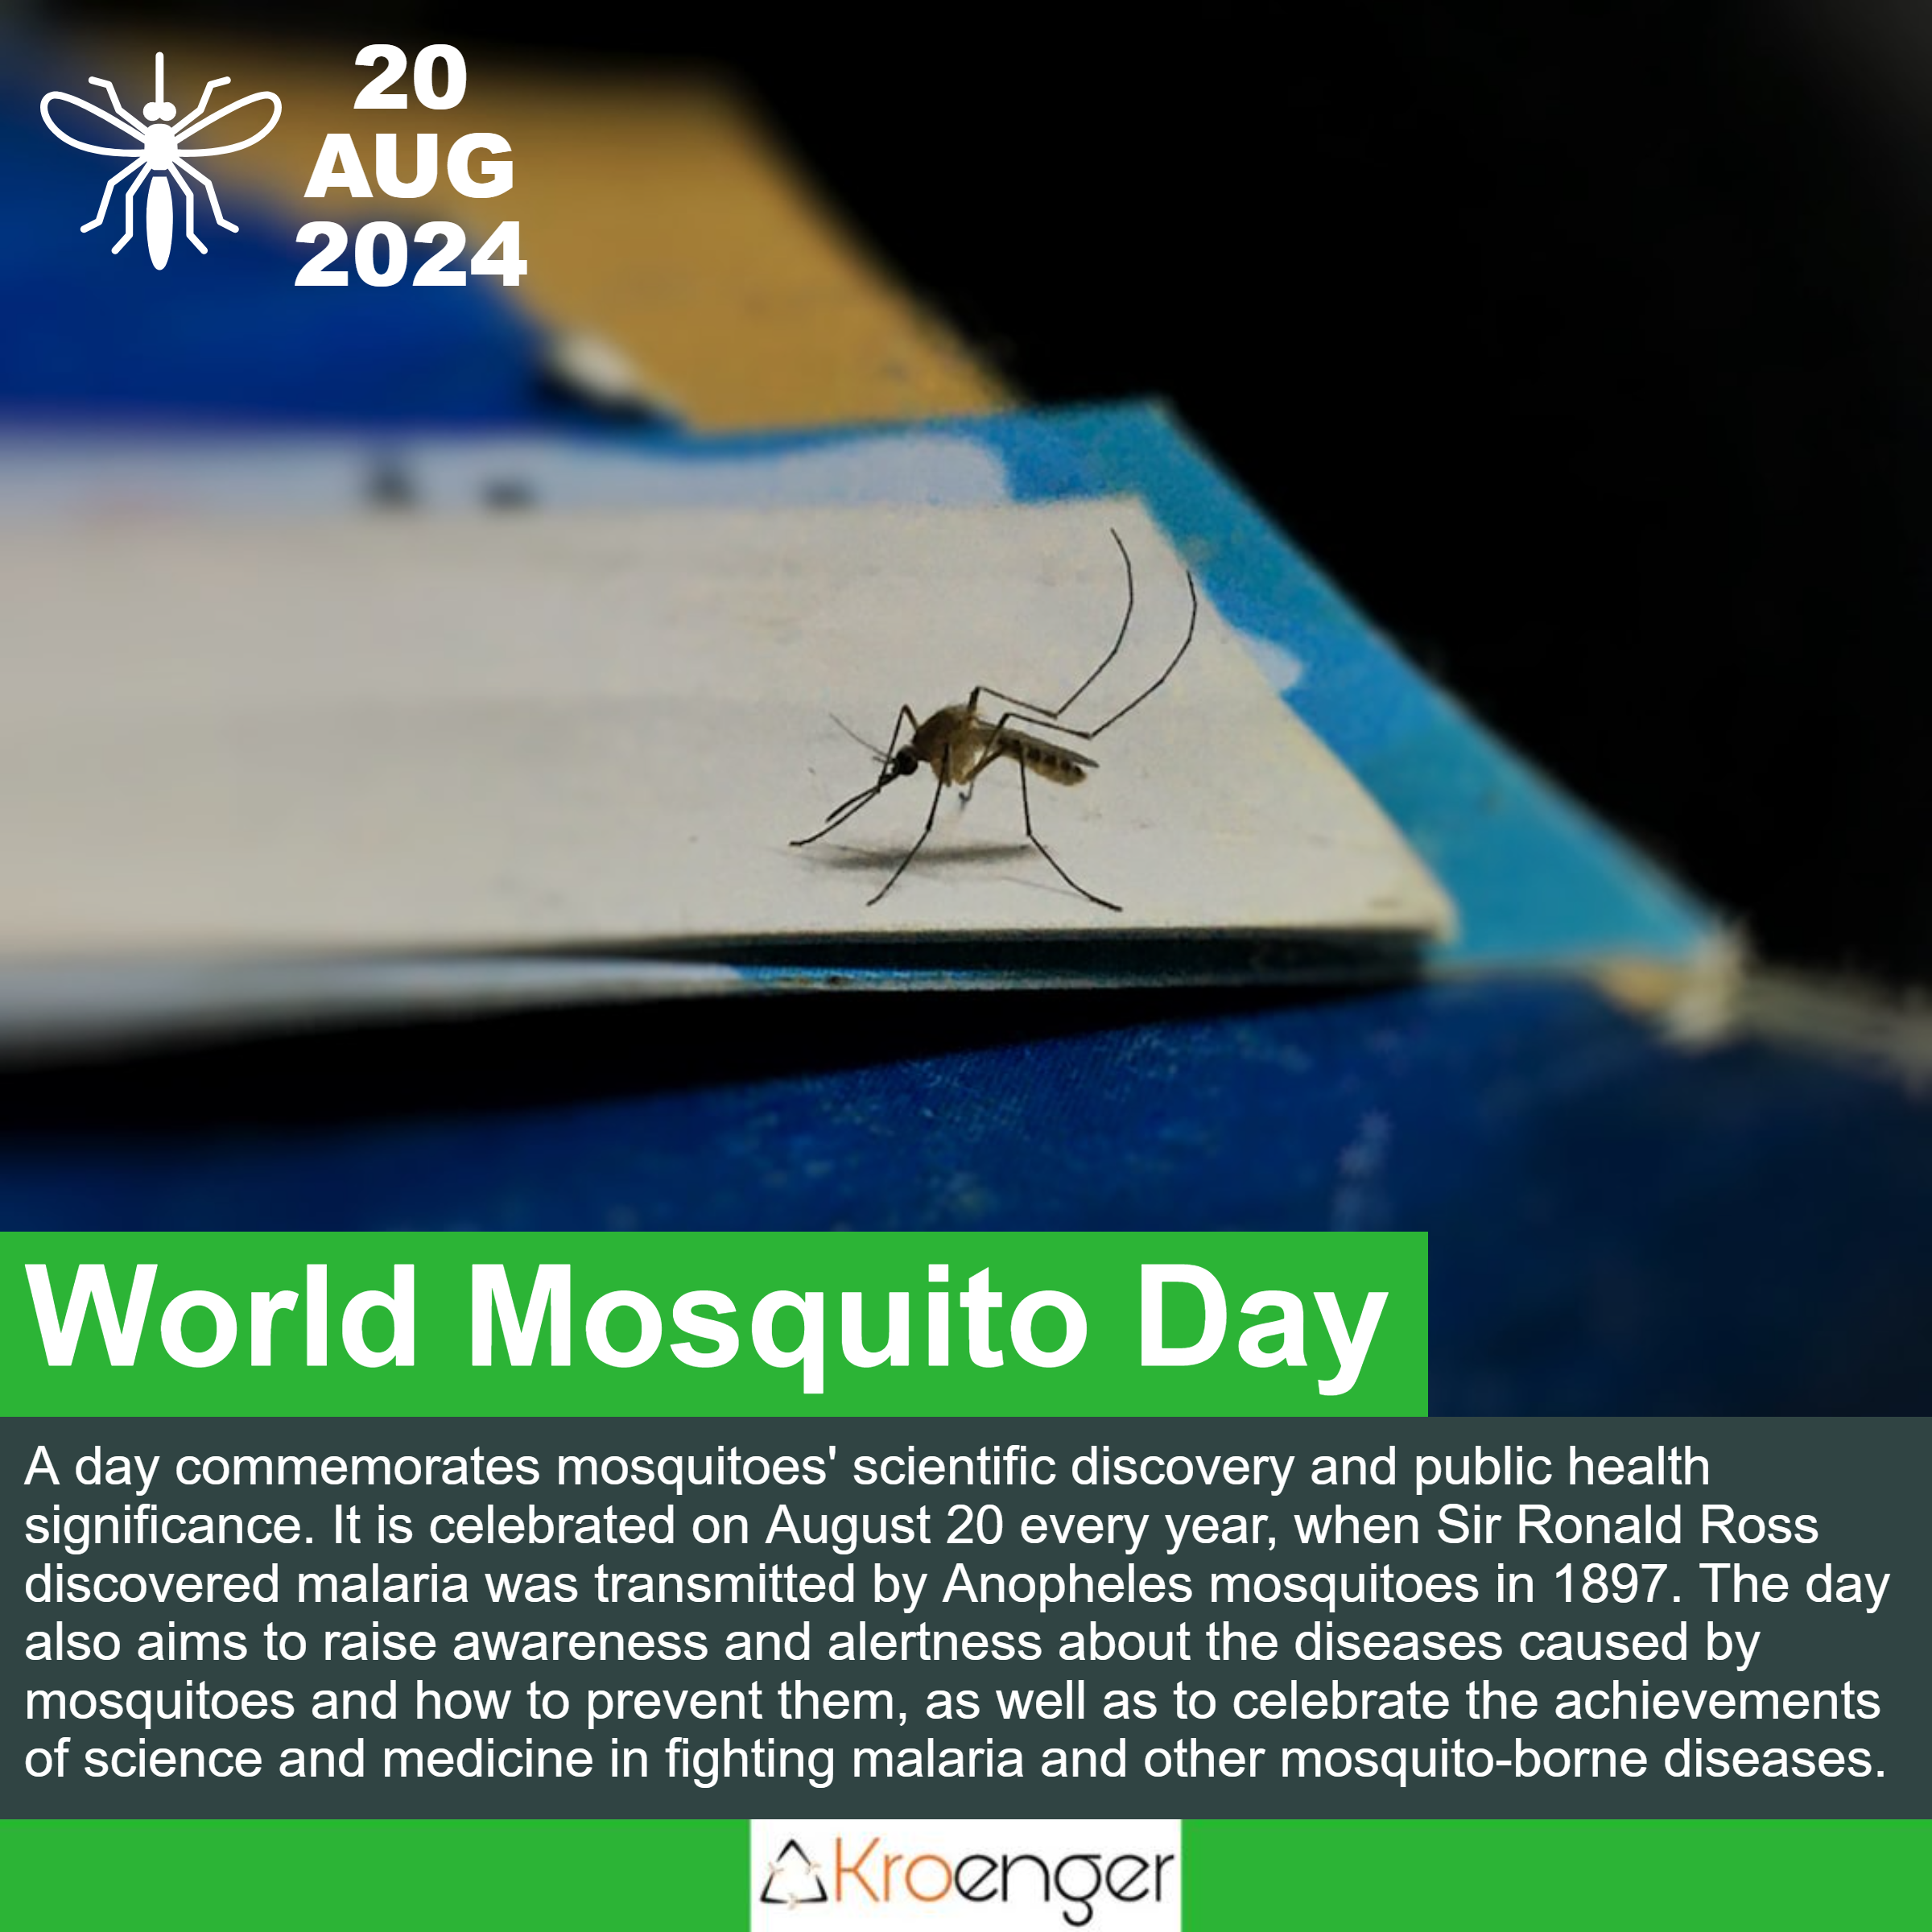 20
AUG
2024
World Mosquito Day
A day commemorates mosquitoes' scientific discovery and public health
significance. It is celebrated on August 20 every year, when Sir Ronald Ross
discovered malaria was transmitted by Anopheles mosquitoes in 1897. The day
also aims to raise awareness and alertness about the diseases caused by
mosquitoes and how to prevent them, as well as to celebrate the achievements
of science and medicine in fighting malaria and other mosquito-borne diseases.
Kroenger